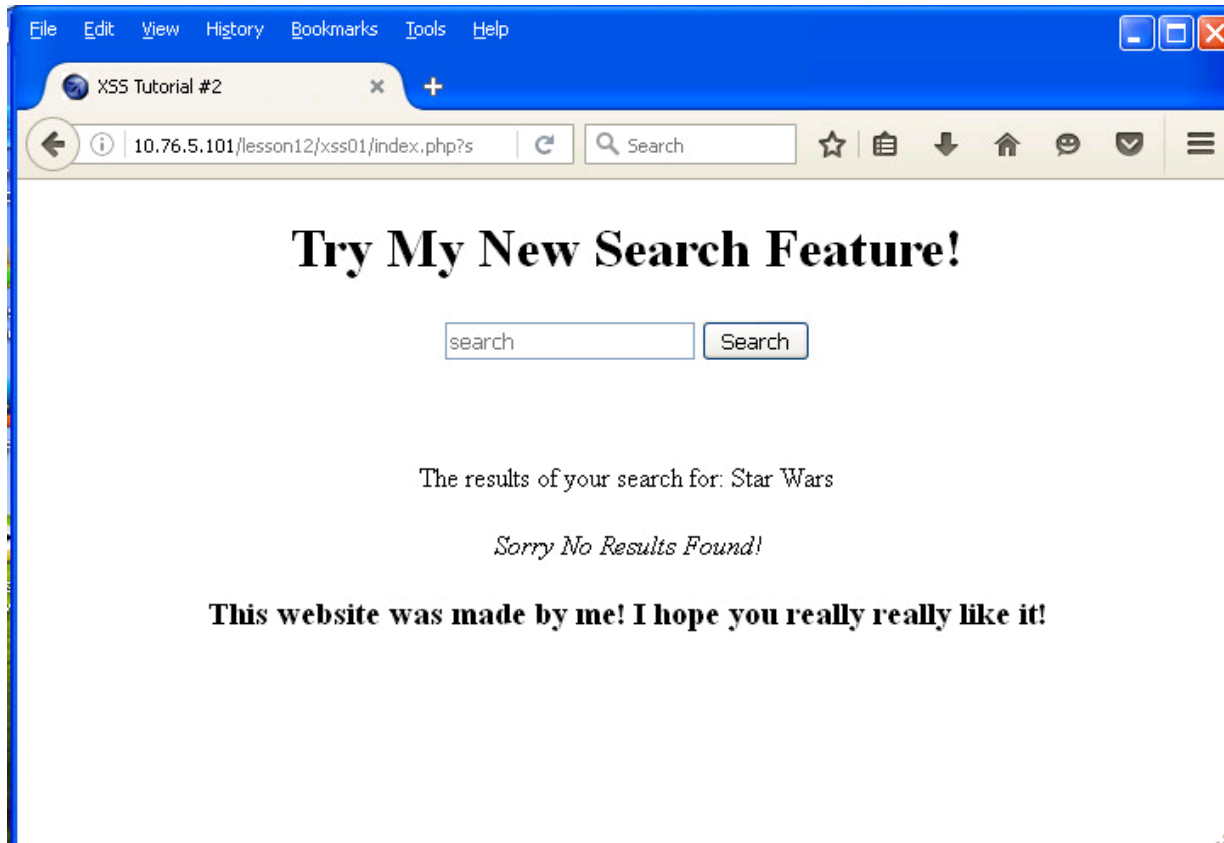 File Edit View History Bookmarks Tools Help
XSS Tutorial #2
10.76.5.101/lesson12/xss01/index.php?s
Search
Try My New Search Feature!
search Search
The results of your search for: Star Wars
Sorry No Results Found!
This website was made by me! I hope you really really like it!